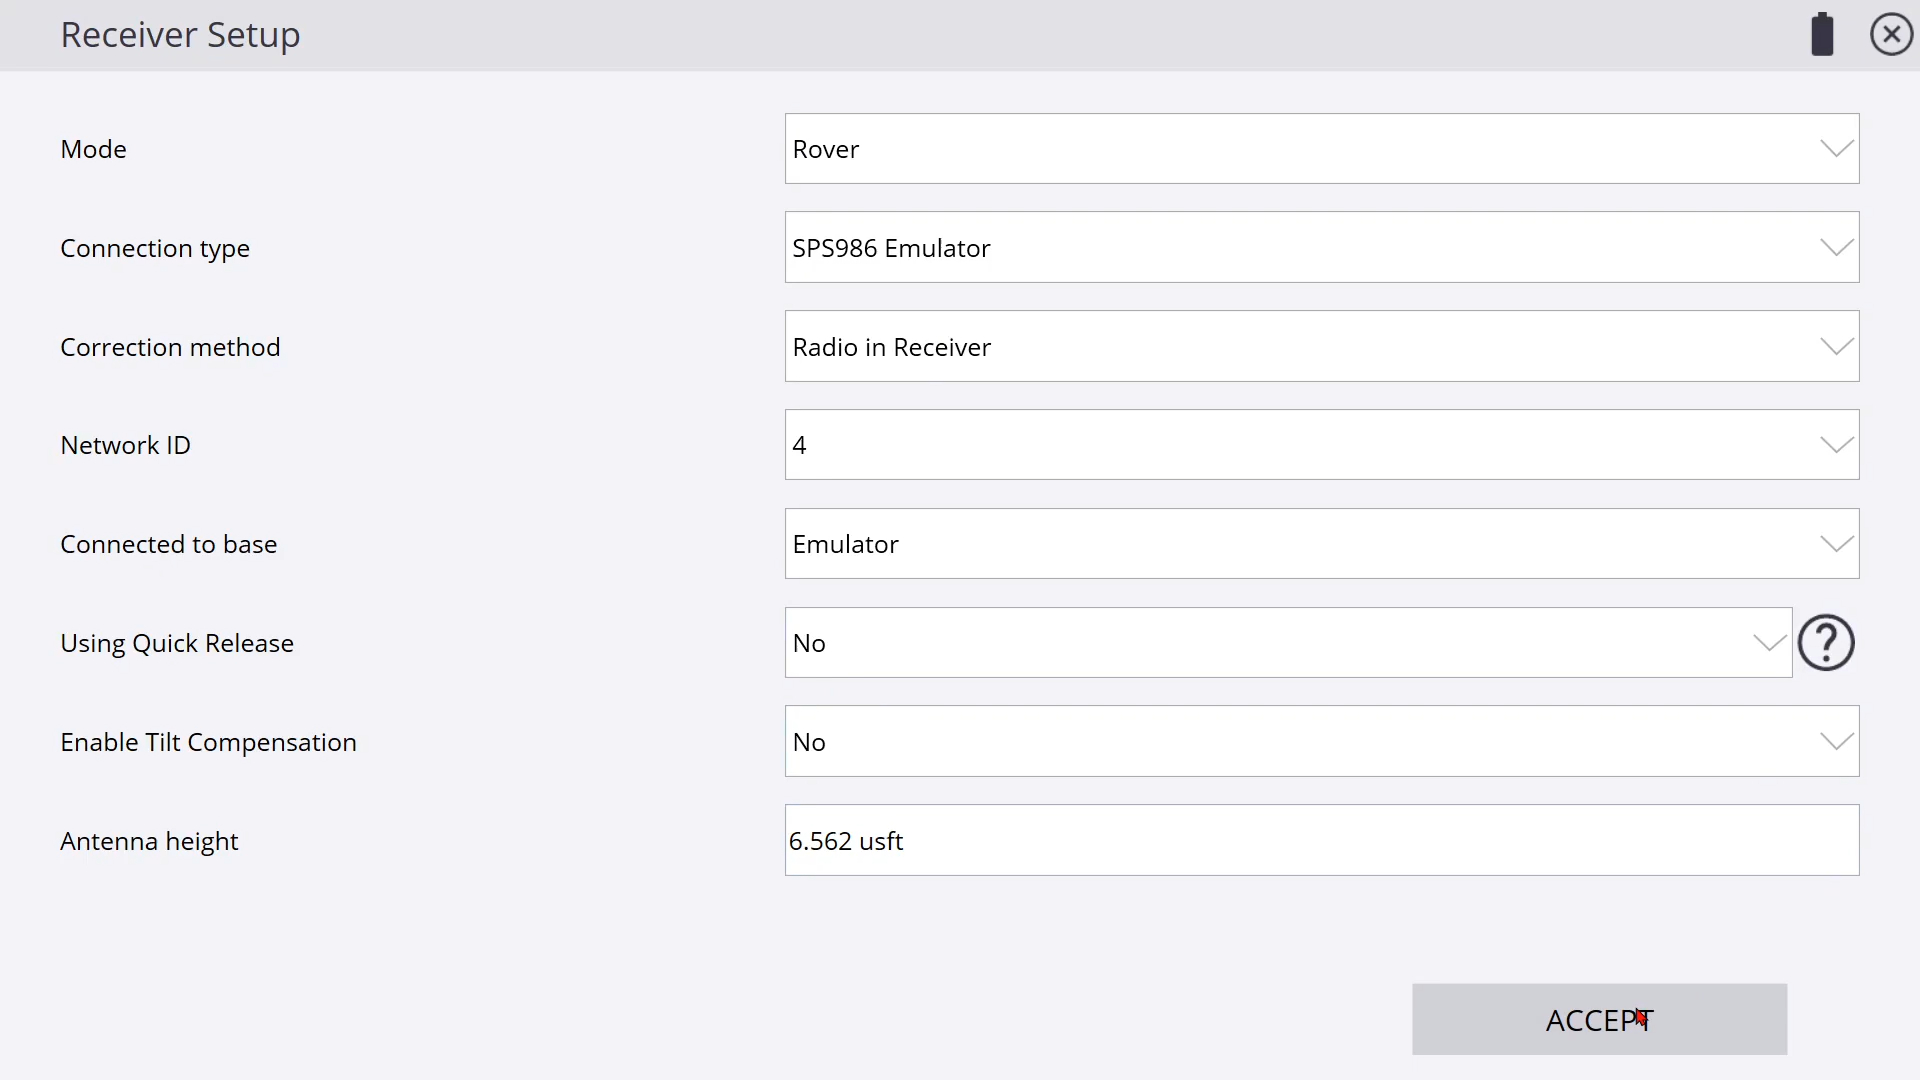 Receiver Setup
Mode
Rover
Connection type
SPS986 Emulator
Correction method
Radio in Receiver
Network ID
4
Connected to base
Emulator
Using Quick Release
No
?
Enable Tilt Compensation
No
Antenna height
6.562 usft
ACCEPT